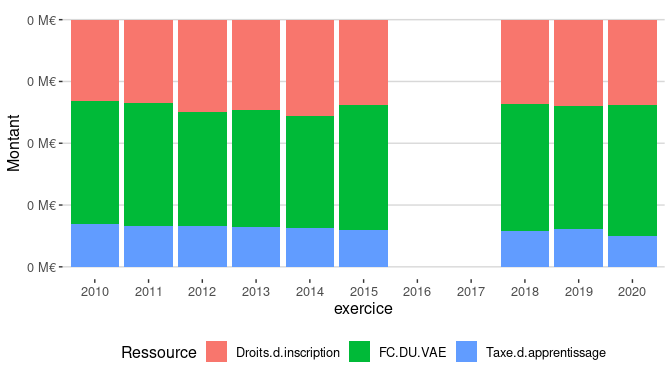 0 M€
0 M€
0 M€
0 M€
0 M€
Montant
2010 2011 2012 2013 2014 2015 2016 2017 2018 2019 2020
exercice
Ressource Droits.d.inscription FC.DU.VAE Taxe.d.apprentissage